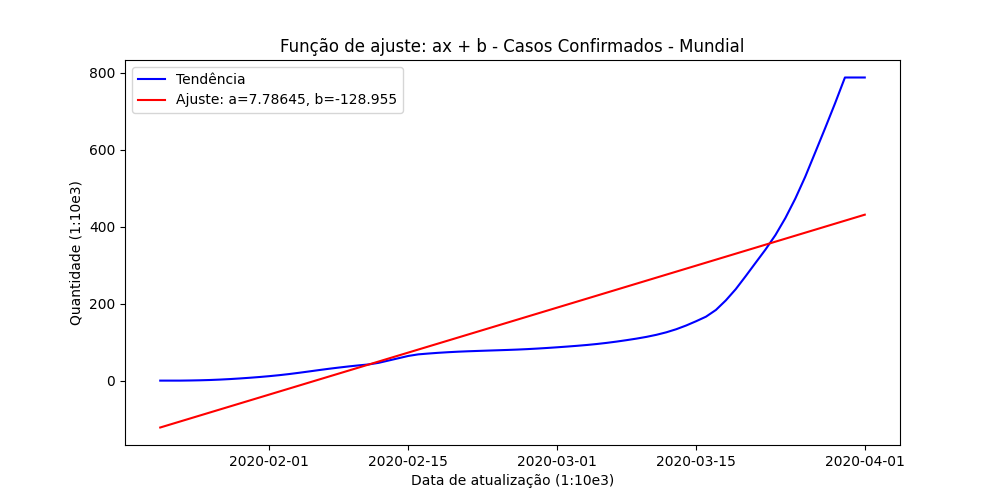 Função de ajuste: ax + b - Casos Confirmados - Mundial
Tendência
Ajuste: a=7.78645, b=-128.955
800
600
400
200
0
Quantidade (1:10e3)
2020-02-01
2020-02-15
2020-03-01
2020-03-15
2020-04-01
Data de atualização (1:10e3)